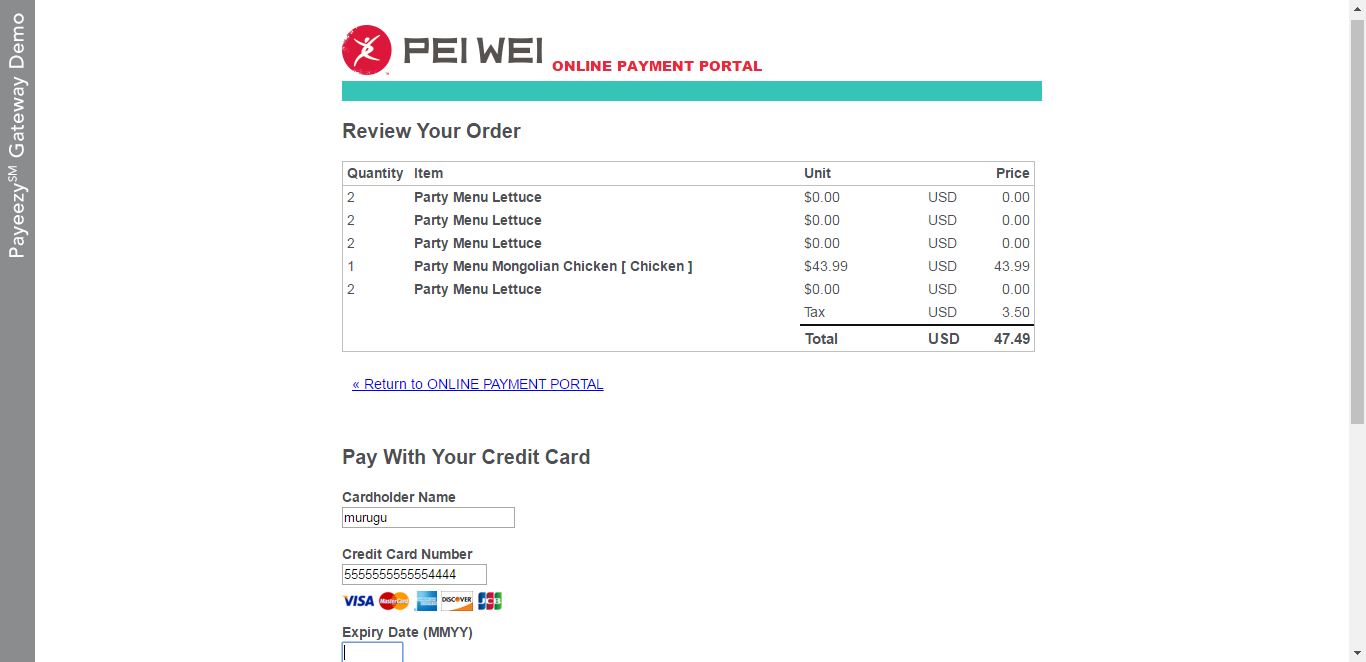 Payeezy℠ Gateway Demo
PEI WEI ONLINE PAYMENT PORTAL
Review Your Order
Quantity Item Unit Price
2 Party Menu Lettuce $0.00 USD 0.00
2 Party Menu Lettuce $0.00 USD 0.00
2 Party Menu Lettuce $0.00 USD 0.00
1 Party Menu Mongolian Chicken [ Chicken ] $43.99 USD 43.99
2 Party Menu Lettuce $0.00 USD 0.00
Tax USD 3.50
Total USD 47.49
« Return to ONLINE PAYMENT PORTAL
Pay With Your Credit Card
Cardholder Name
murugu
Credit Card Number
5555555555554444
VISA MasterCard DISCOVER JCB
Expiry Date (MMYY)